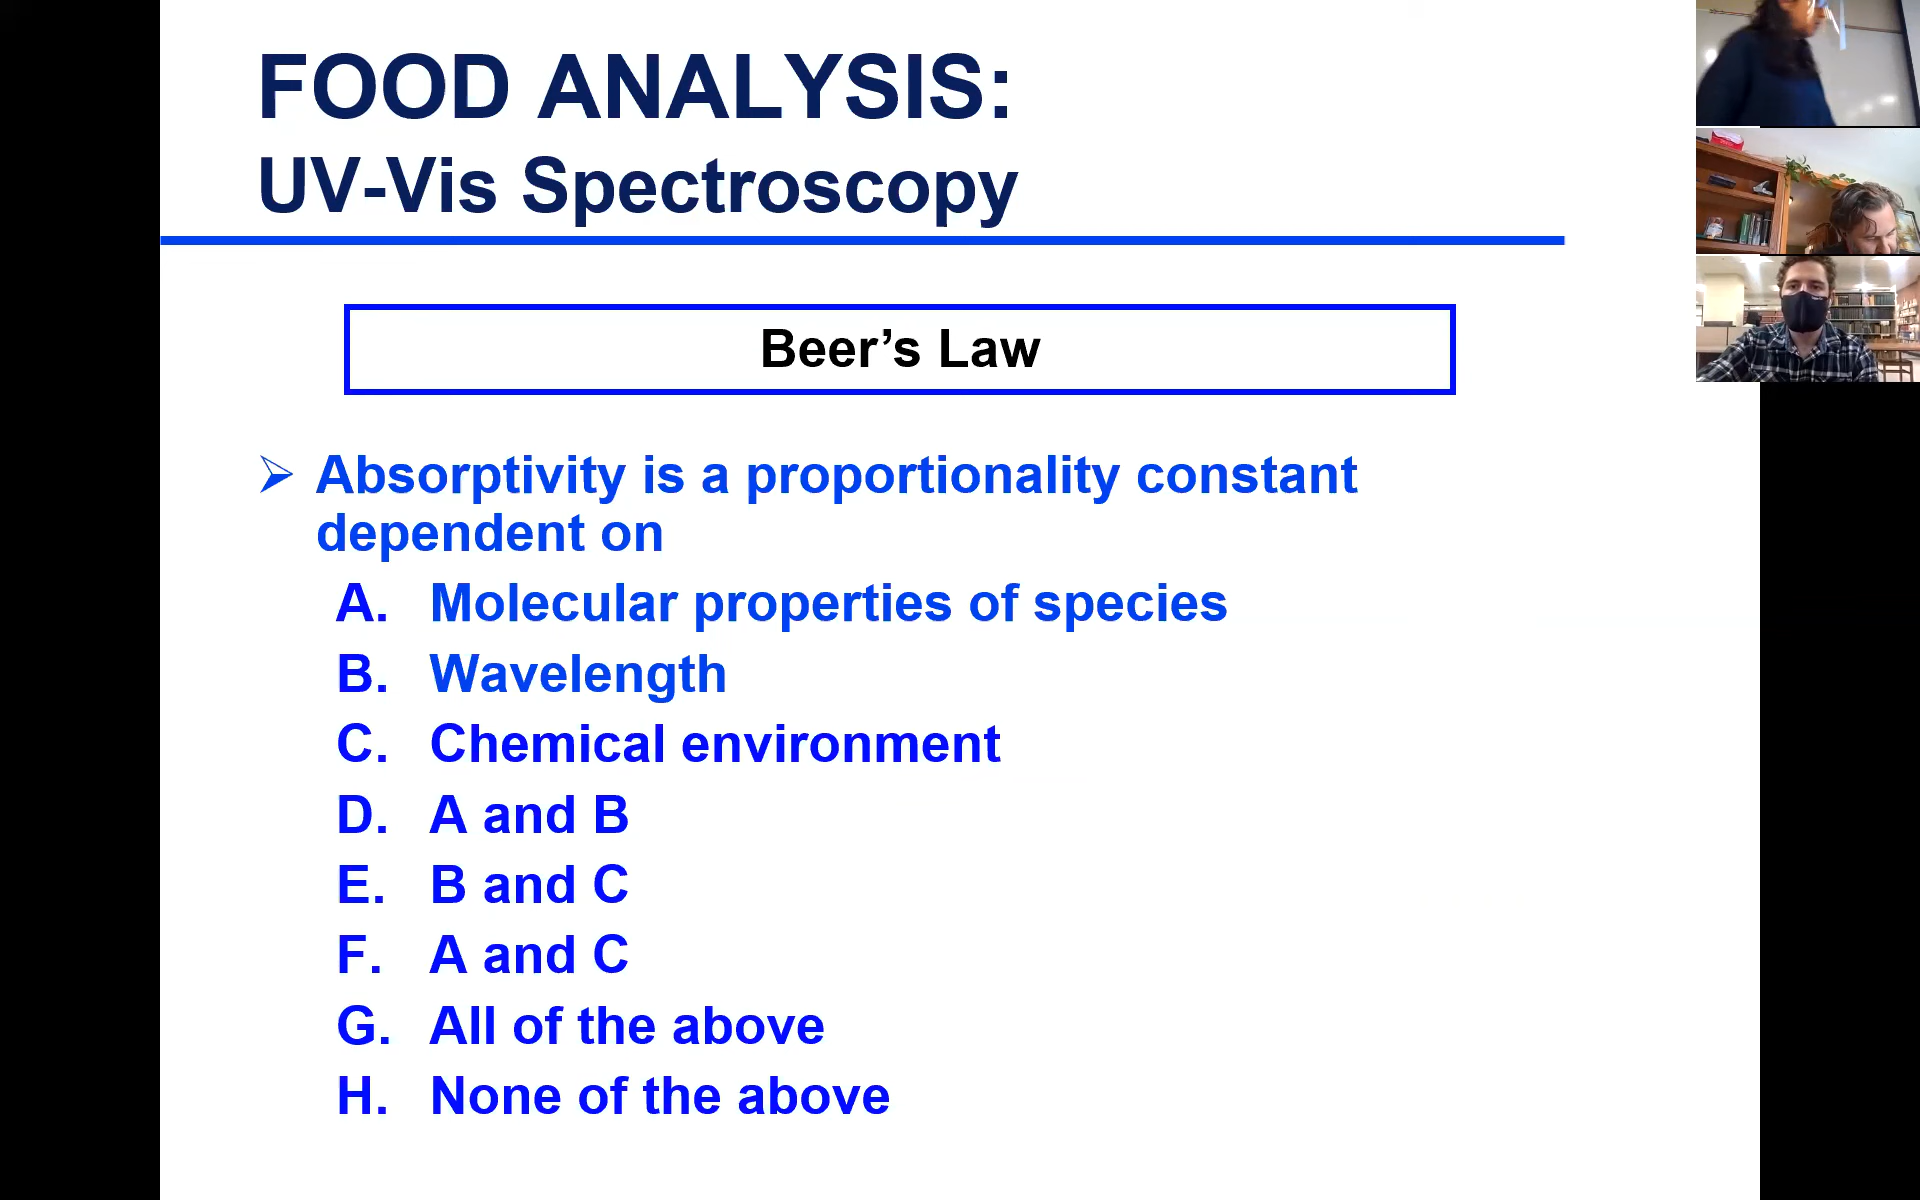 FOOD ANALYSIS:
UV-Vis Spectroscopy
Beer’s Law
➢ Absorptivity is a proportionality constant
dependent on
A. Molecular properties of species
B. Wavelength
C. Chemical environment
D. A and B
E. B and C
F. A and C
G. All of the above
H. None of the above